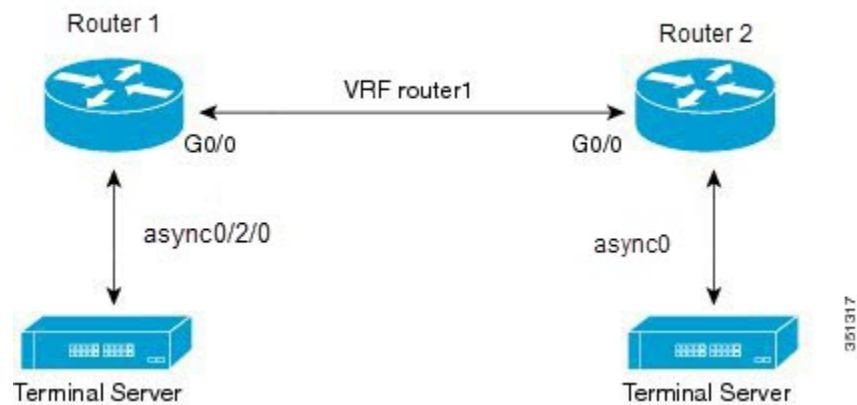 Router 1
Router 2
VRF router1
G0/0
G0/0
async0/2/0
async0
Terminal Server
Terminal Server
351317